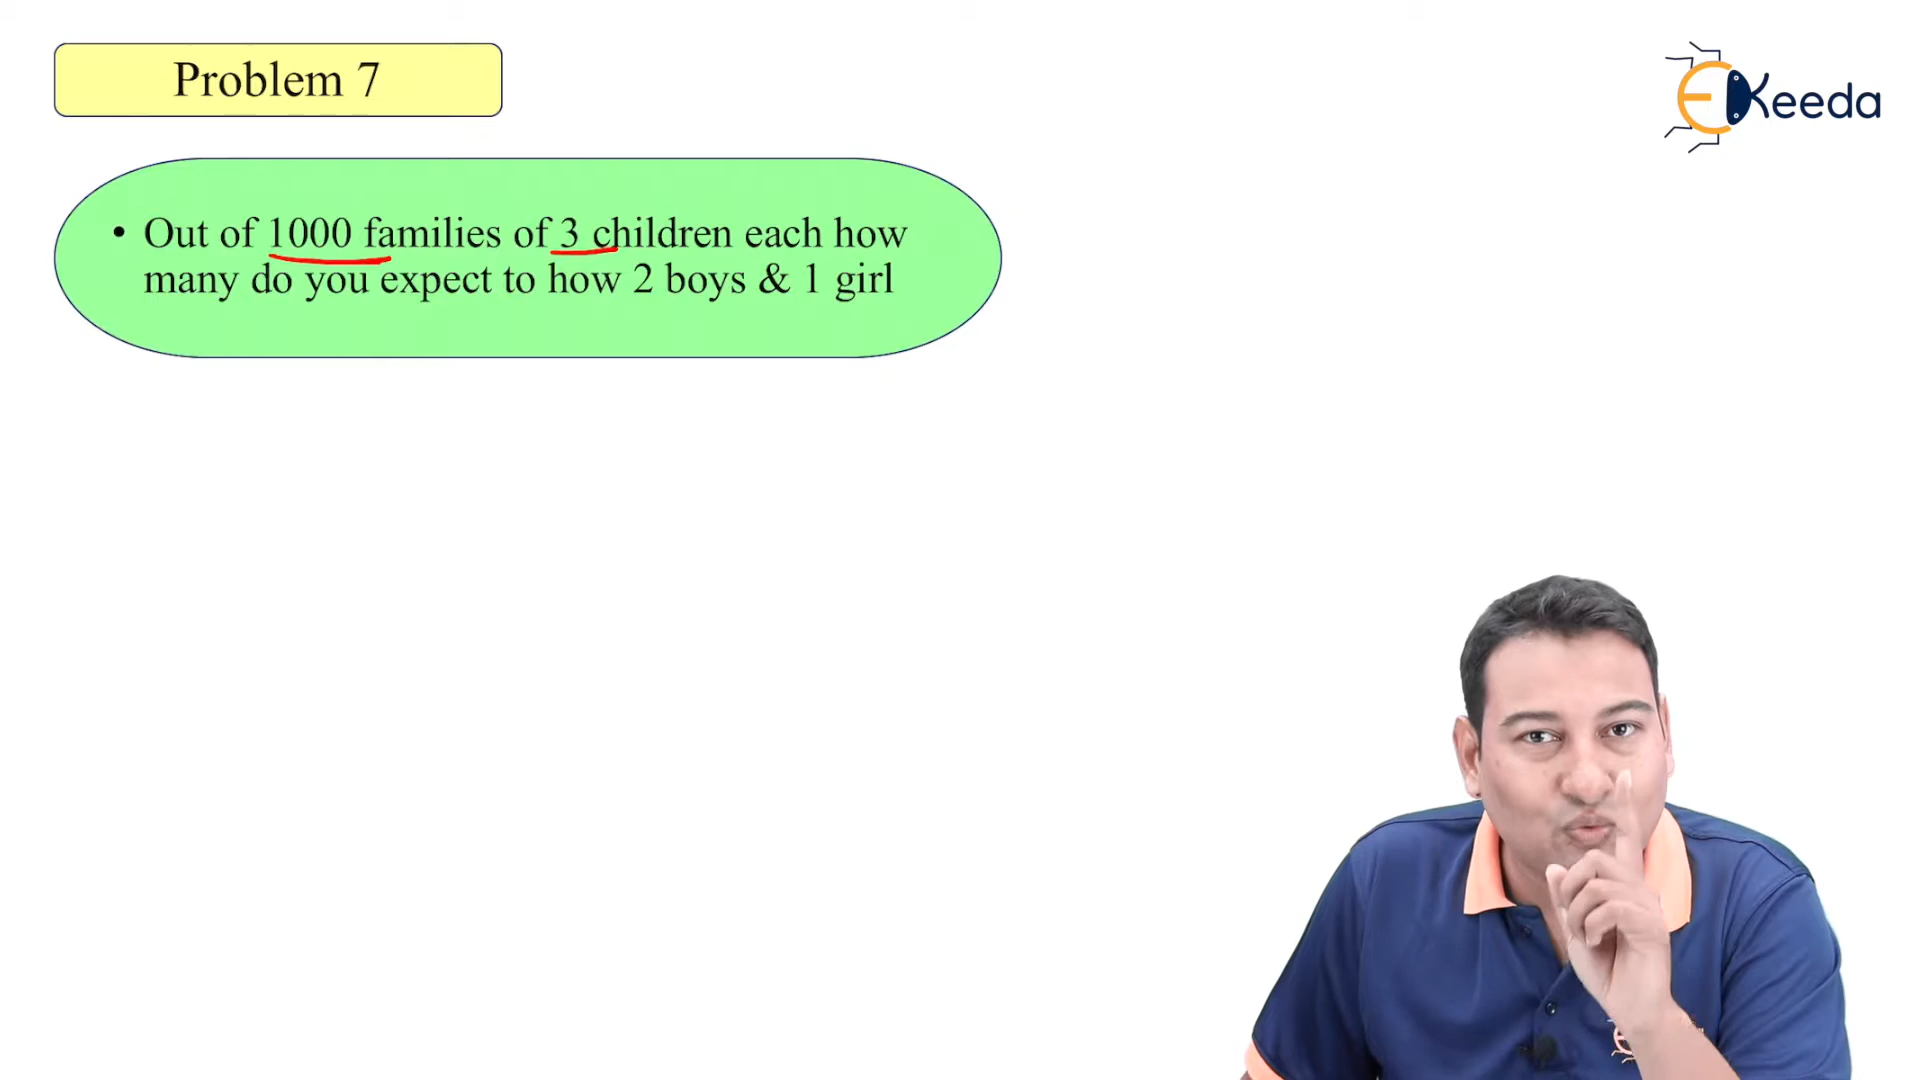 Problem 7
EKeeda
• Out of 1000 families of 3 children each how
many do you expect to how 2 boys & 1 girl